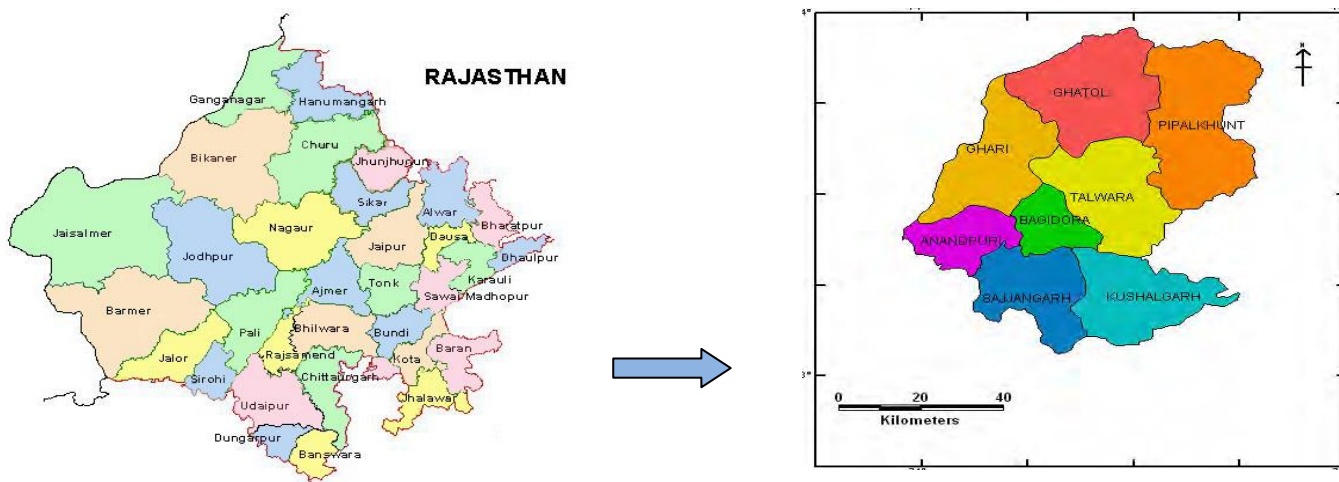 RAJASTHAN
Ganganagar
Hanumangarh
Bikaner
Churu
Jhunjhunun
Sikar
Alwar
Jaisalmer
Nagaur
Jaipur
Dausa
Bharatpur
Jodhpur
Dhaulpur
Ajmer
Tonk
Karauli
Sawai Madhopur
Barmer
Pali
Bhilwara
Bundi
Jalor
Rajsamend
Kota
Baran
Sirohi
Chittaurgarh
Udaipur
Jhalawar
Dungarpur
Banswara
GHATOL
PIPALKHUNT
GHARI
TALWARA
BAGIDORA
ANANDPURI
SAJJANGARH
KUSHALGARH
0 20 40
Kilometers